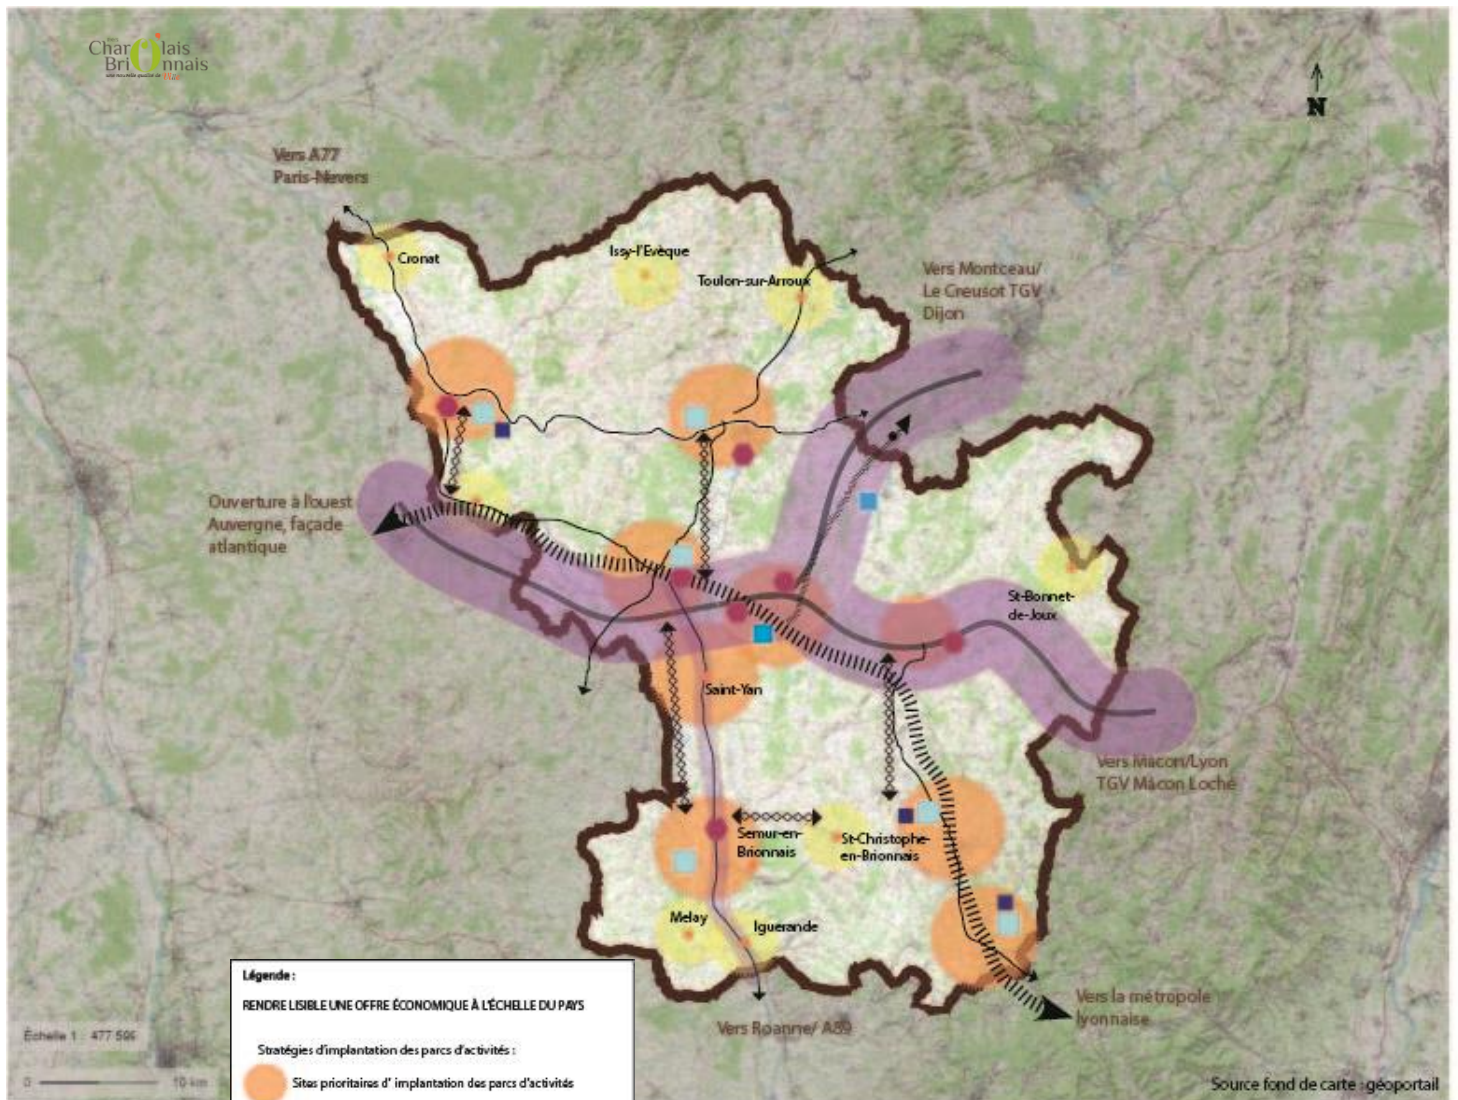 Charolais
Brionnais
N
Vers A77
Paris-Nevers
Cronat
Issy-l'Evèque
Toulon-sur-Arroux
Vers Montceau/
Le Creusot TGV
Dijon
Ouverture à l'ouest
Auvergne, façade
atlantique
St-Bonnet-
de-Joux
Saint-Yan
Vers Macon/Lyon
TGV Mâcon Loché
Semur-en-
Brionnais
St-Christophe-
en-Brionnais
Melay
Iguerande
Vers la métropole
lyonnaise
Vers Roanne/ A89
Légende :
RENDRE LISIBLE UNE OFFRE ÉCONOMIQUE À L'ÉCHELLE DU PAYS
Stratégies d'implantation des parcs d'activités :
Sites prioritaires d' implantation des parcs d'activités
Échelle 1 : 477 596
0 10 km
Source fond de carte : géoportail